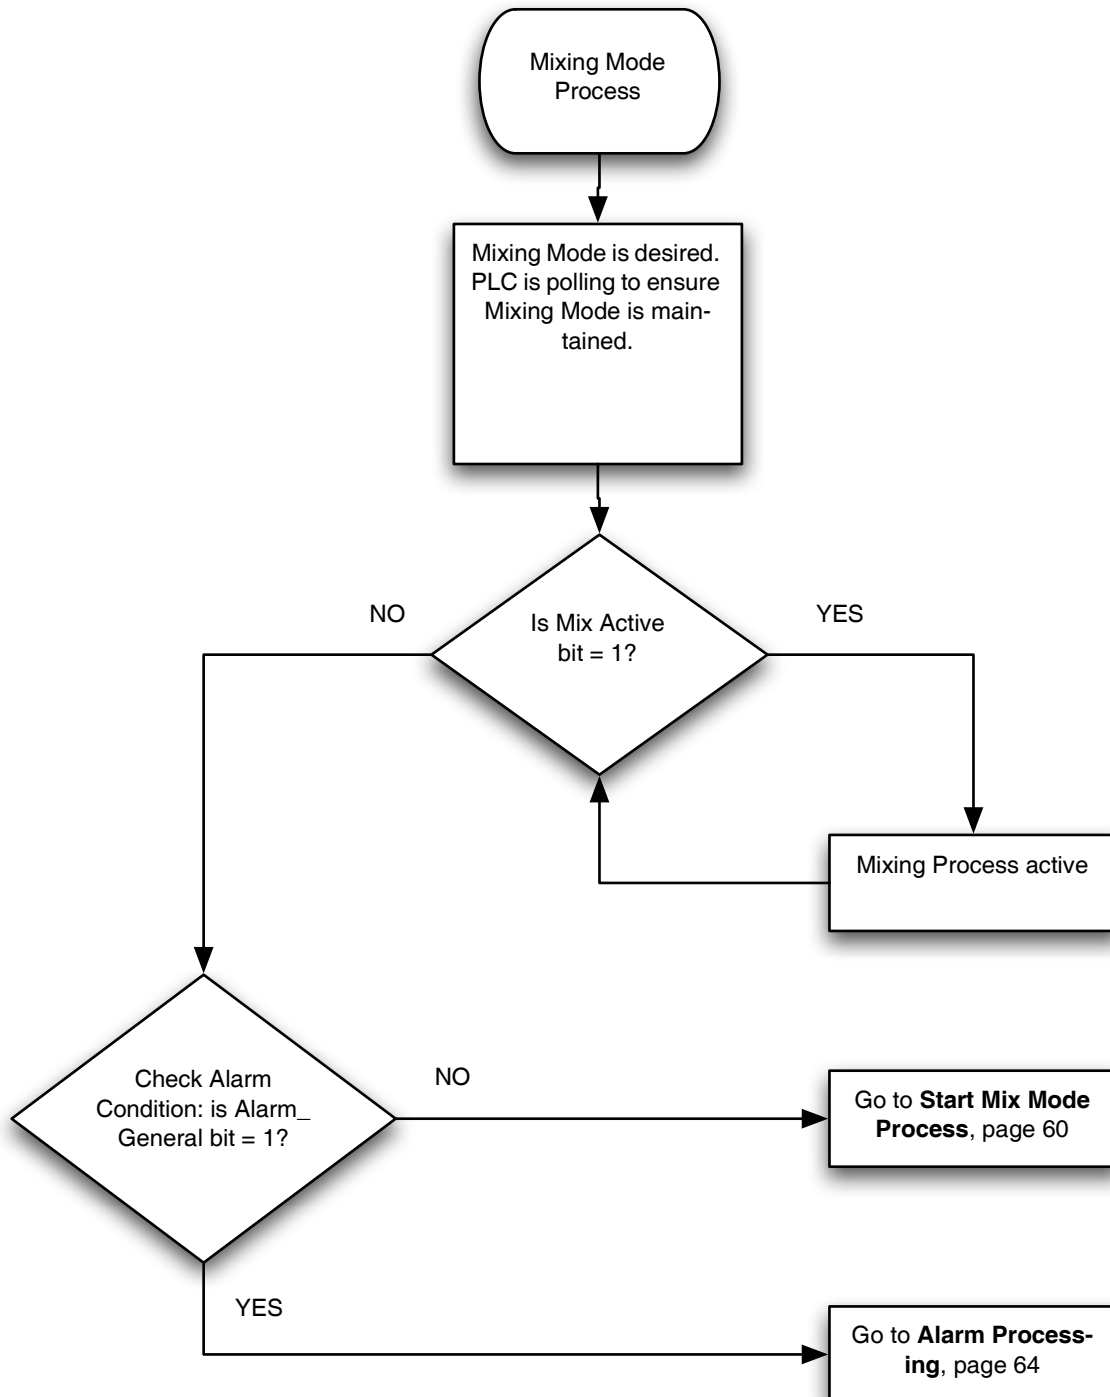 Mixing Mode
Process
Mixing Mode is desired.
PLC is polling to ensure
Mixing Mode is main-
tained.
NO
YES
Is Mix Active
bit = 1?
Mixing Process active
Check Alarm
Condition: is Alarm_
General bit = 1?
NO
Go to Start Mix Mode
Process, page 60
YES
Go to Alarm Process-
ing, page 64